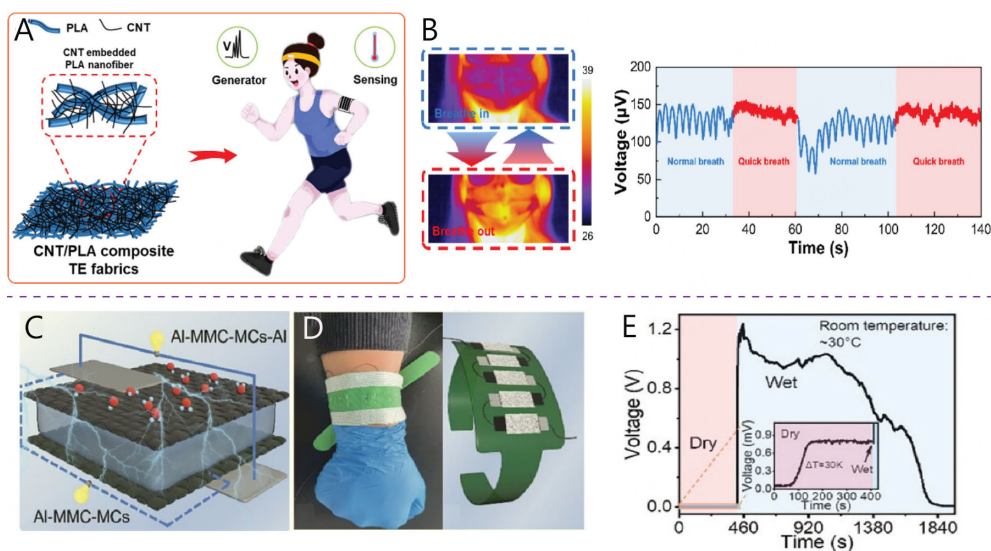 A
PLA
CNT
CNT embedded
PLA nanofiber
CNT/PLA composite
TE fabrics
V
Generator
Sensing
B
Breathe in
Breathe out
39
26
Voltage (µV)
200
150
100
50
0
Normal breath
Quick breath
Normal breath
Quick breath
0 20 40 60 80 100 120 140
Time (s)
C
Al-MMC-MCs-Al
Al-MMC-MCs
D
E
Voltage (V)
1.2
0.8
0.4
0.0
Room temperature:
~30°C
Wet
Dry
Voltage (mV)
0.9
0.6
0.3
0.0
Dry
ΔT=30K
Wet
0 100 200 300 400
Time (s)
0 460 920 1380 1840
Time (s)